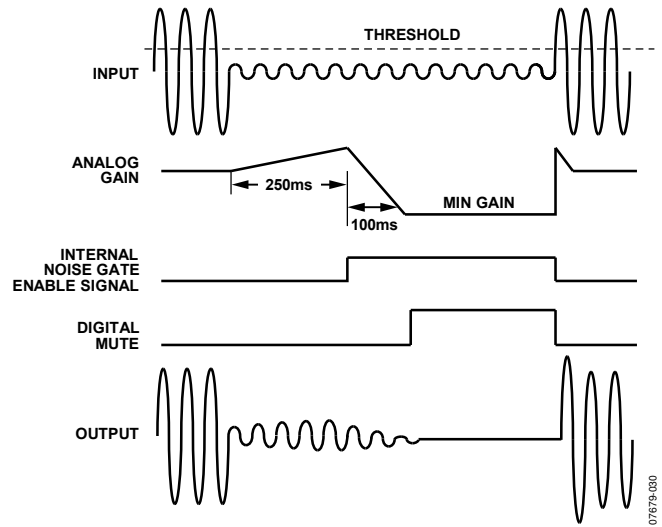 THRESHOLD
INPUT
ANALOG
GAIN
250ms
MIN GAIN
100ms
INTERNAL
NOISE GATE
ENABLE SIGNAL
DIGITAL
MUTE
OUTPUT
07679-030